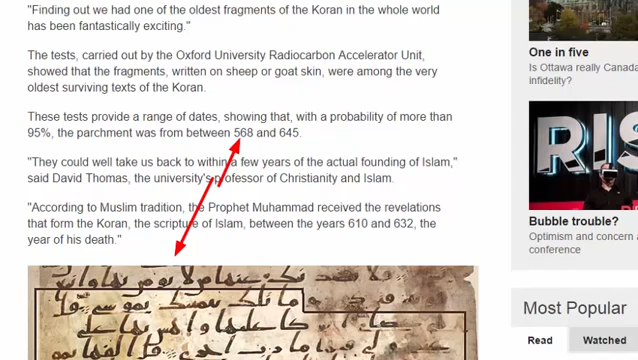 "Finding out we had one of the oldest fragments of the Koran in the whole world
has been fantastically exciting."
The tests, carried out by the Oxford University Radiocarbon Accelerator Unit,
showed that the fragments, written on sheep or goat skin, were among the very
oldest surviving texts of the Koran.
These tests provide a range of dates, showing that, with a probability of more than
95%, the parchment was from between 568 and 645.
"They could well take us back to within a few years of the actual founding of Islam,"
said David Thomas, the university's professor of Christianity and Islam.
"According to Muslim tradition, the Prophet Muhammad received the revelations
that form the Koran, the scripture of Islam, between the years 610 and 632, the
year of his death."
One in five
Is Ottawa really Canada
infidelity?
RIS
Bubble trouble?
Optimism and concern a
conference
Most Popular
Read Watched